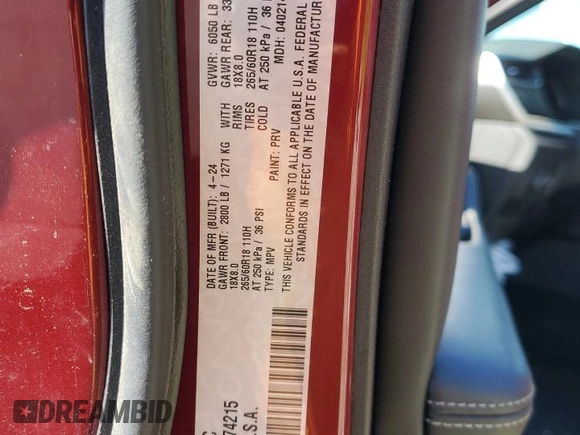 DATE OF MFR (BUILT): 4-24
GVWR: 6050 LB
GAWR FRONT: 2800 LB / 1271 KG WITH GAWR REAR: 33
18X8.0 RIMS 18X8.0
265/60R18 110H TIRES 265/60R18 110H
AT 250 kPa / 36 PSI COLD AT 250 kPa / 36
TYPE: MPV PAINT: PRV MDH: 0402
THIS VEHICLE CONFORMS TO ALL APPLICABLE U.S.A. FEDERAL
STANDARDS IN EFFECT ON THE DATE OF MANUFACTUR
74215
S.A.
DREAMBID